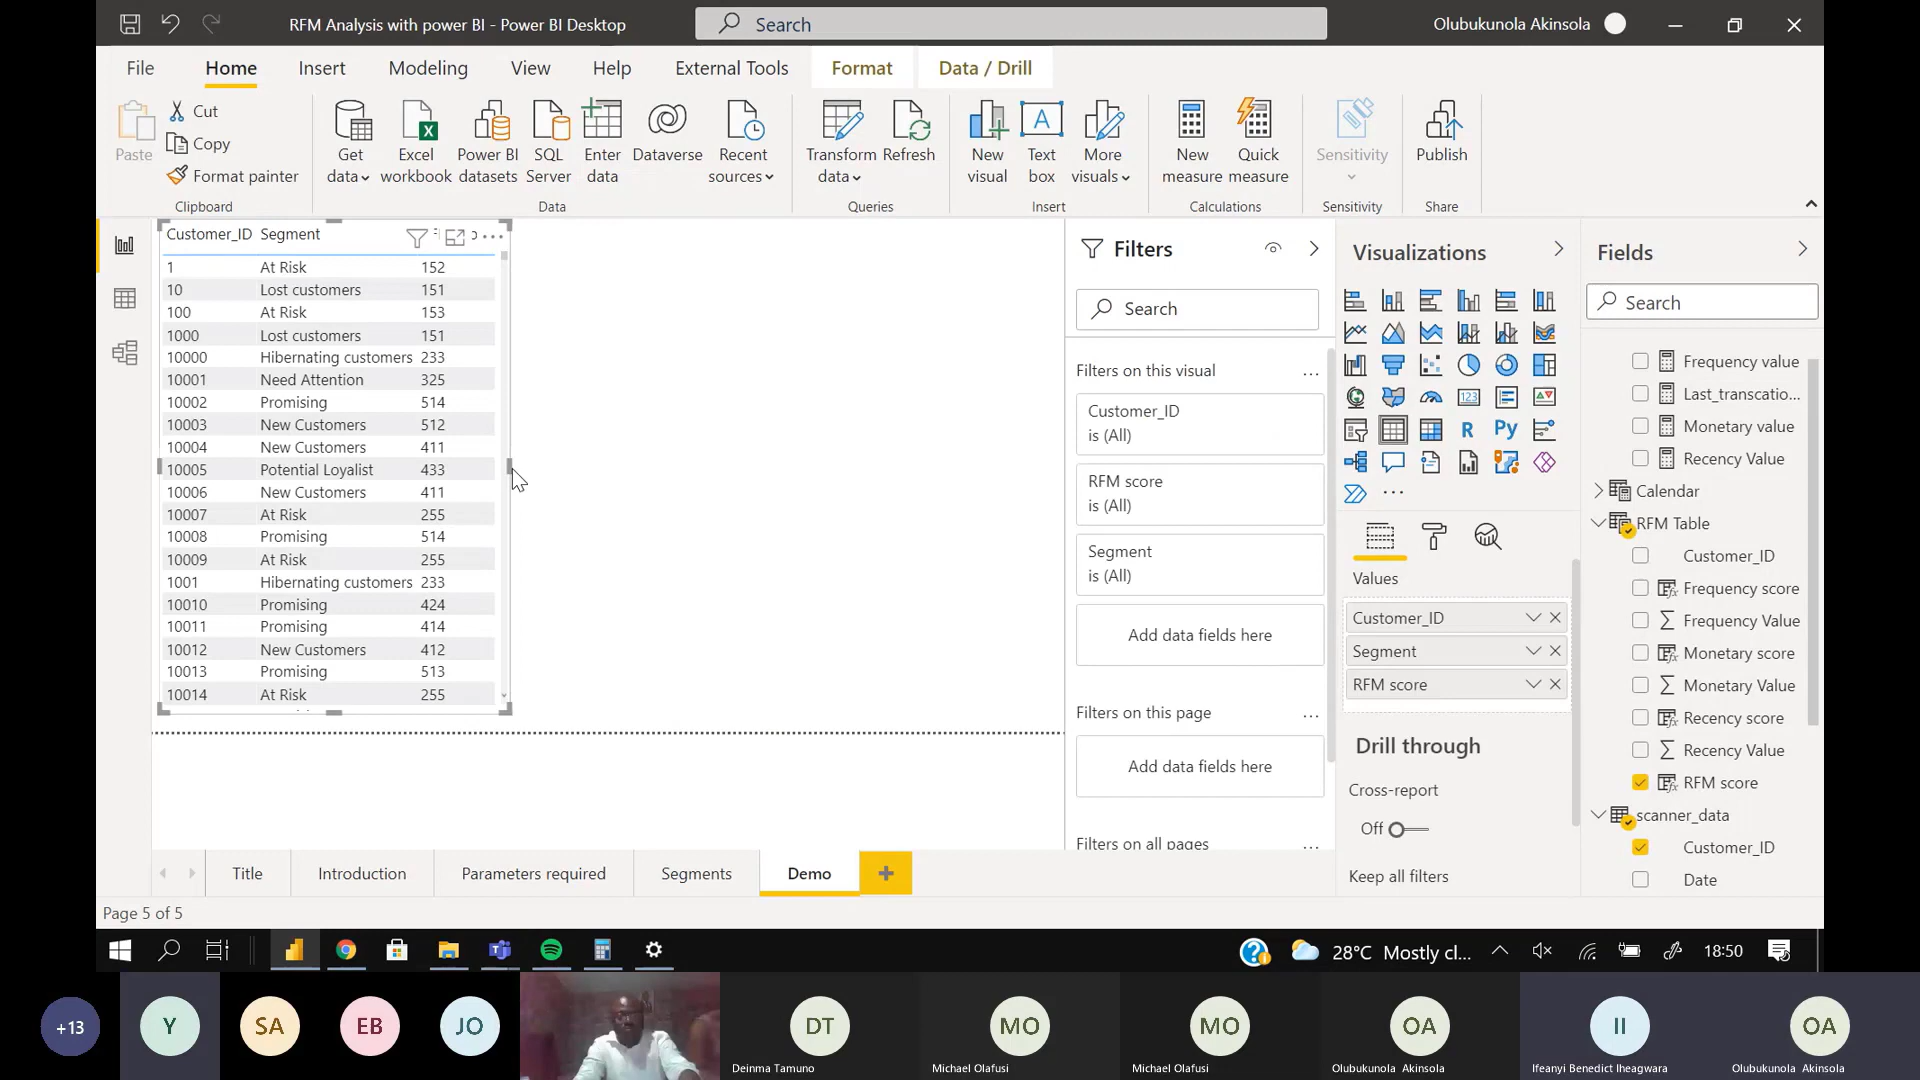 RFM Analysis with power BI - Power BI Desktop
Search
Olubukunola Akinsola
File
Home
Insert
Modeling
View
Help
External Tools
Format
Data / Drill
Paste
Cut
Copy
Format painter
Clipboard
Get data
Excel workbook
Power BI datasets
SQL Server
Enter data
Dataverse
Recent sources
Data
Transform data
Refresh
Queries
New visual
Text box
More visuals
Insert
New measure
Quick measure
Calculations
Sensitivity
Sensitivity
Publish
Share
Customer_ID Segment
1 At Risk 152
10 Lost customers 151
100 At Risk 153
1000 Lost customers 151
10000 Hibernating customers 233
10001 Need Attention 325
10002 Promising 514
10003 New Customers 512
10004 New Customers 411
10005 Potential Loyalist 433
10006 New Customers 411
10007 At Risk 255
10008 Promising 514
10009 At Risk 255
1001 Hibernating customers 233
10010 Promising 424
10011 Promising 414
10012 New Customers 412
10013 Promising 513
10014 At Risk 255
Filters
Search
Filters on this visual
Customer_ID
is (All)
RFM score
is (All)
Segment
is (All)
Add data fields here
Filters on this page
Add data fields here
Filters on all pages
Visualizations
123
R
Py
Values
Customer_ID
Segment
RFM score
Drill through
Cross-report
Off
Keep all filters
Fields
Search
Frequency value
Last_transcatio...
Monetary value
Recency Value
Calendar
RFM Table
Customer_ID
Frequency score
Frequency Value
Monetary score
Monetary Value
Recency score
Recency Value
RFM score
scanner_data
Customer_ID
Date
Title
Introduction
Parameters required
Segments
Demo
Page 5 of 5
28°C Mostly cl...
18:50
+13
Y
SA
EB
JO
DT
Deinma Tamuno
MO
Michael Olafusi
MO
Michael Olafusi
OA
Olubukunola Akinsola
II
Ifeanyi Benedict Iheagwara
OA
Olubukunola Akinsola